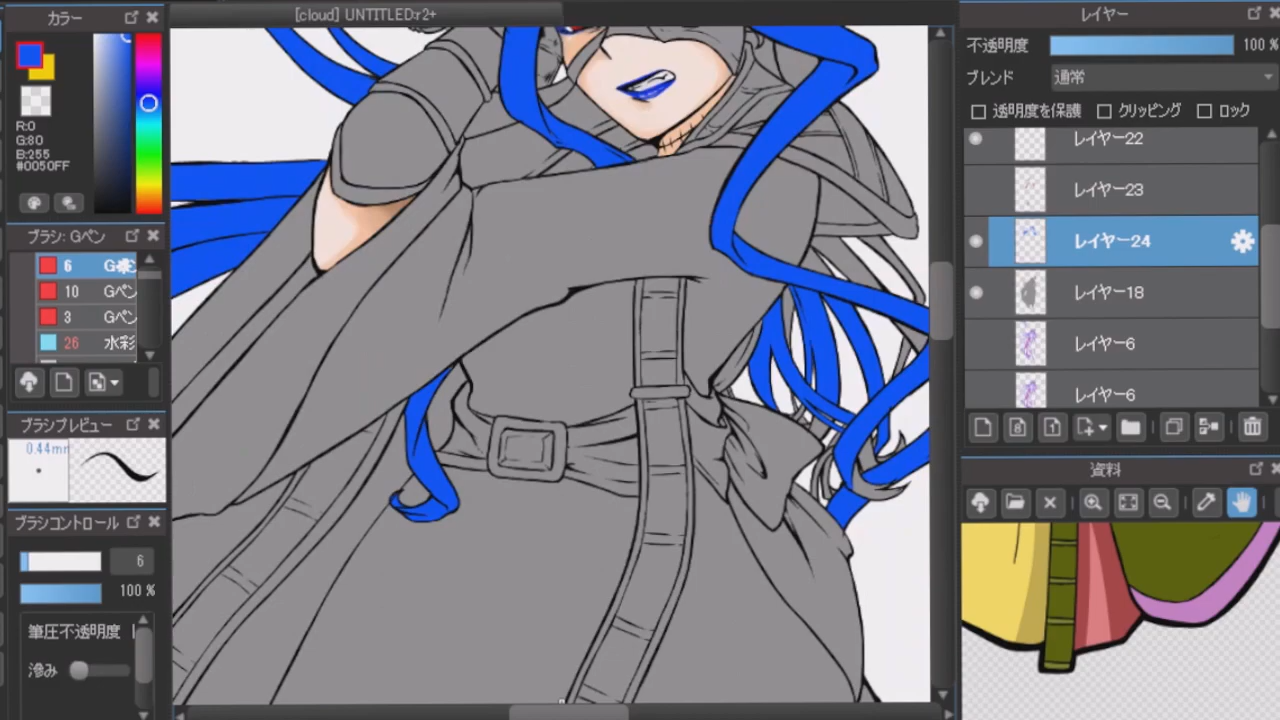 カラー
[cloud] UNTITLED:r2+
レイヤー
R:0
G:80
B:255
#0050FF
ブラシ: Gペン
6
10 Gペン
3 Gペン
26 水彩
ブラシプレビュー
ブラシコントロール
6
100 %
筆圧不透明度
滲み
不透明度 100 %
ブレンド 通常
透明度を保護 クリッピング ロック
レイヤー22
レイヤー23
レイヤー24
レイヤー18
レイヤー6
レイヤー6
資料